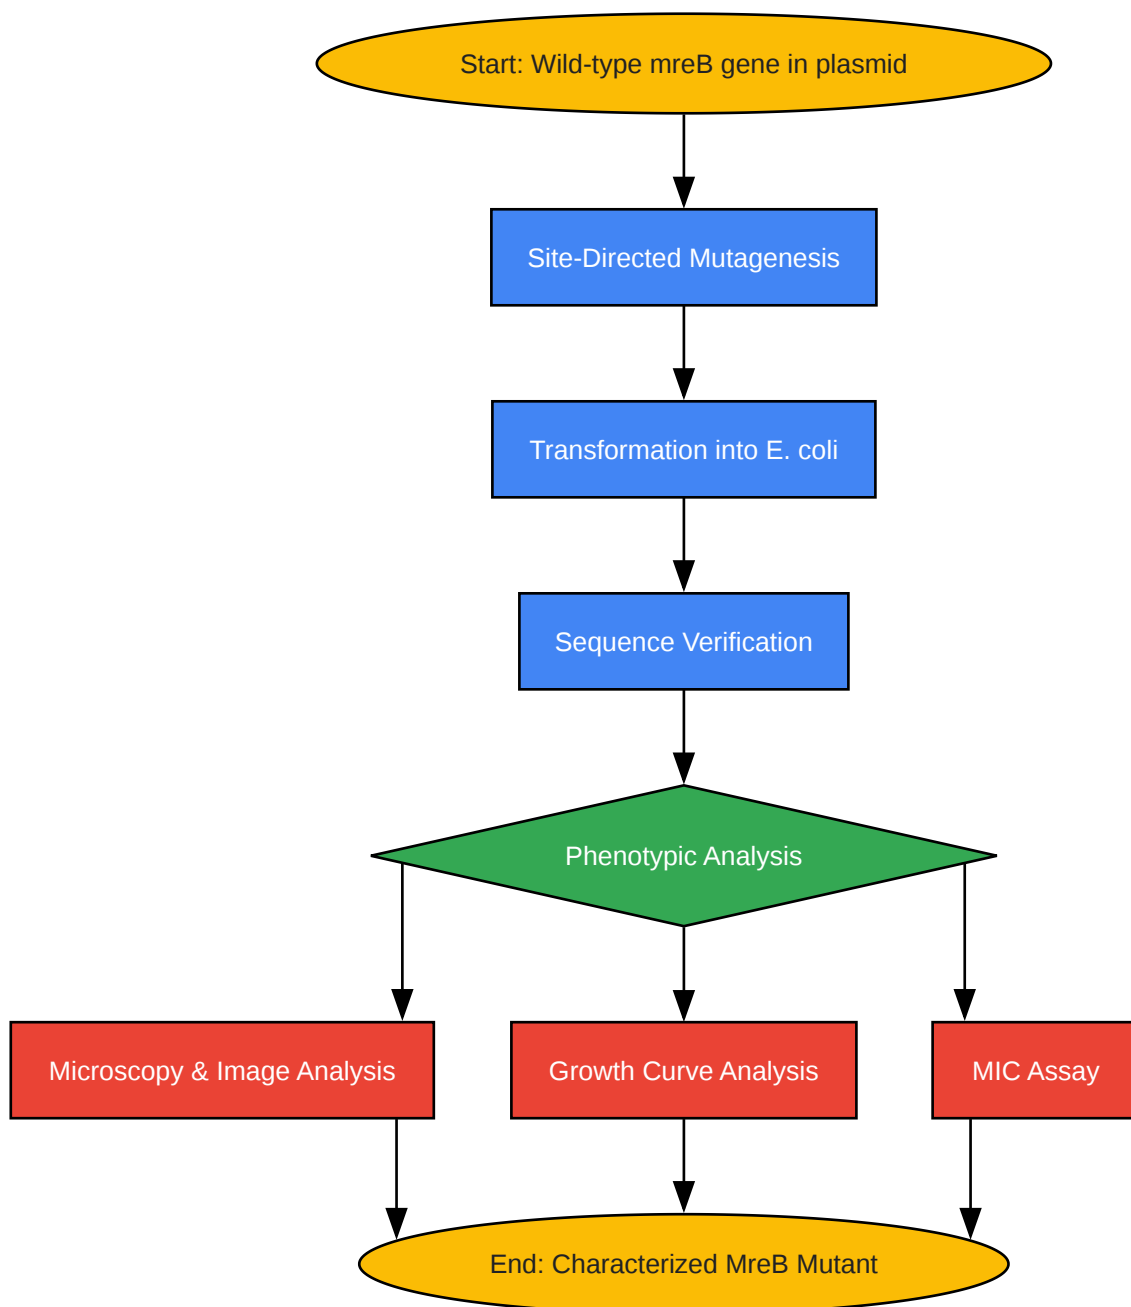 Start: Wild-type mreB gene in plasmid
Site-Directed Mutagenesis
Transformation into E. coli
Sequence Verification
Phenotypic Analysis
Microscopy & Image Analysis
Growth Curve Analysis
MIC Assay
End: Characterized MreB Mutant